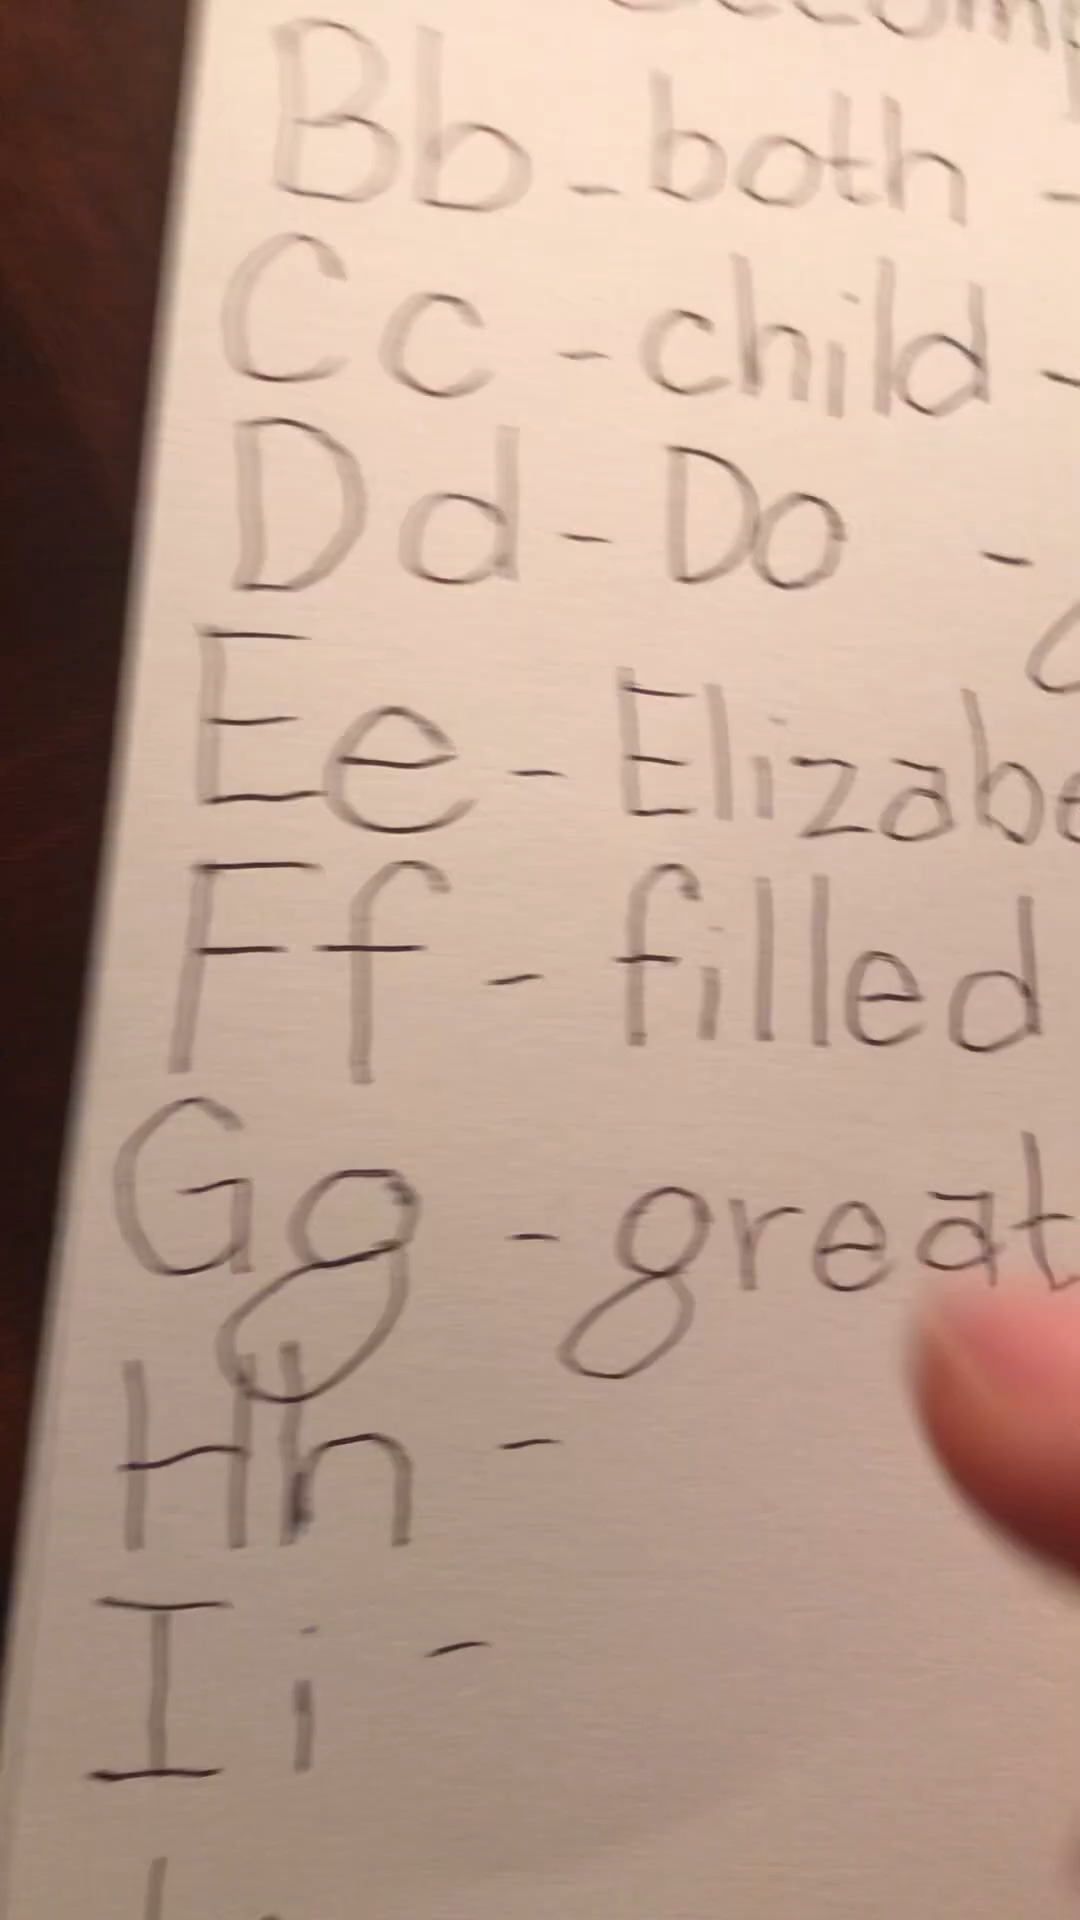 Bb - both -
Cc - child -
Dd - Do -
Ee - Elizabe
Ff - filled
Gg - great
Hh -
Ii -